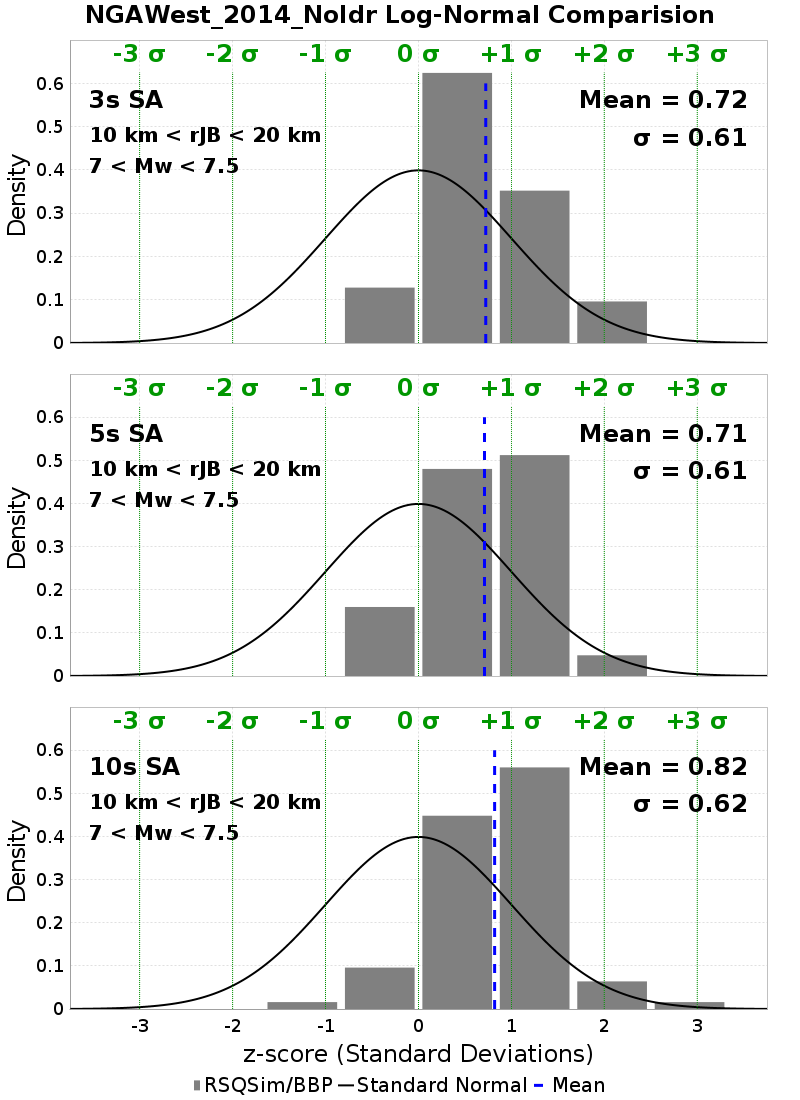 NGAWest_2014_NoIdr Log-Normal Comparision
-3 σ -2 σ -1 σ 0 σ +1 σ +2 σ +3 σ
3s SA
10 km < rJB < 20 km
7 < Mw < 7.5
Mean = 0.72
σ = 0.61
Density
0.6
0.5
0.4
0.3
0.2
0.1
0
-3 σ -2 σ -1 σ 0 σ +1 σ +2 σ +3 σ
5s SA
10 km < rJB < 20 km
7 < Mw < 7.5
Mean = 0.71
σ = 0.61
Density
0.6
0.5
0.4
0.3
0.2
0.1
0
-3 σ -2 σ -1 σ 0 σ +1 σ +2 σ +3 σ
10s SA
10 km < rJB < 20 km
7 < Mw < 7.5
Mean = 0.82
σ = 0.62
Density
0.6
0.5
0.4
0.3
0.2
0.1
0
-3 -2 -1 0 1 2 3
z-score (Standard Deviations)
RSQSim/BBP Standard Normal Mean